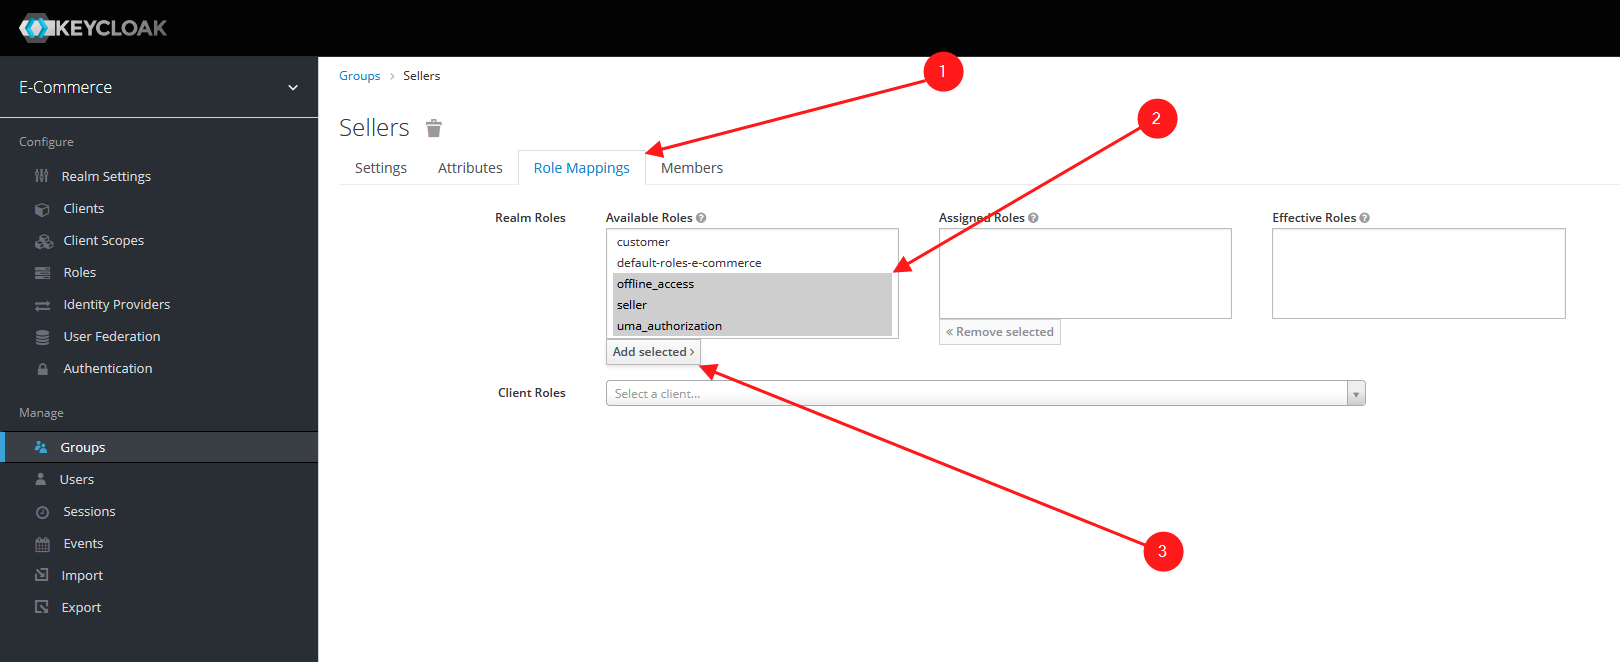 KEYCLOAK
E-Commerce
Configure
Realm Settings
Clients
Client Scopes
Roles
Identity Providers
User Federation
Authentication
Manage
Groups
Users
Sessions
Events
Import
Export
Groups > Sellers
Sellers
Settings Attributes Role Mappings Members
1
2
Realm Roles
Available Roles ?
customer
default-roles-e-commerce
offline_access
seller
uma_authorization
Add selected >
Assigned Roles ?
« Remove selected
Effective Roles ?
Client Roles
Select a client...
3